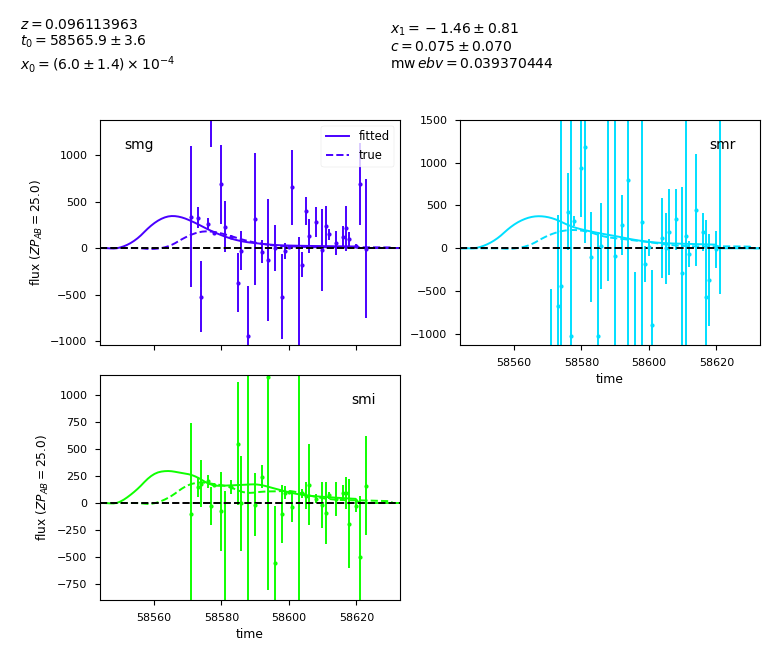 z = 0.096113963
t₀ = 58565.9 ± 3.6
x₀ = (6.0 ± 1.4) × 10⁻⁴
x₁ = −1.46 ± 0.81
c = 0.075 ± 0.070
mw ebv = 0.039370444
smg
fitted
true
1000
500
0
−500
−1000
flux (ZP_AB = 25.0)
smr
1500
1000
500
0
−500
−1000
58560 58580 58600 58620
time
smi
1000
750
500
250
0
−250
−500
−750
flux (ZP_AB = 25.0)
58560 58580 58600 58620
time